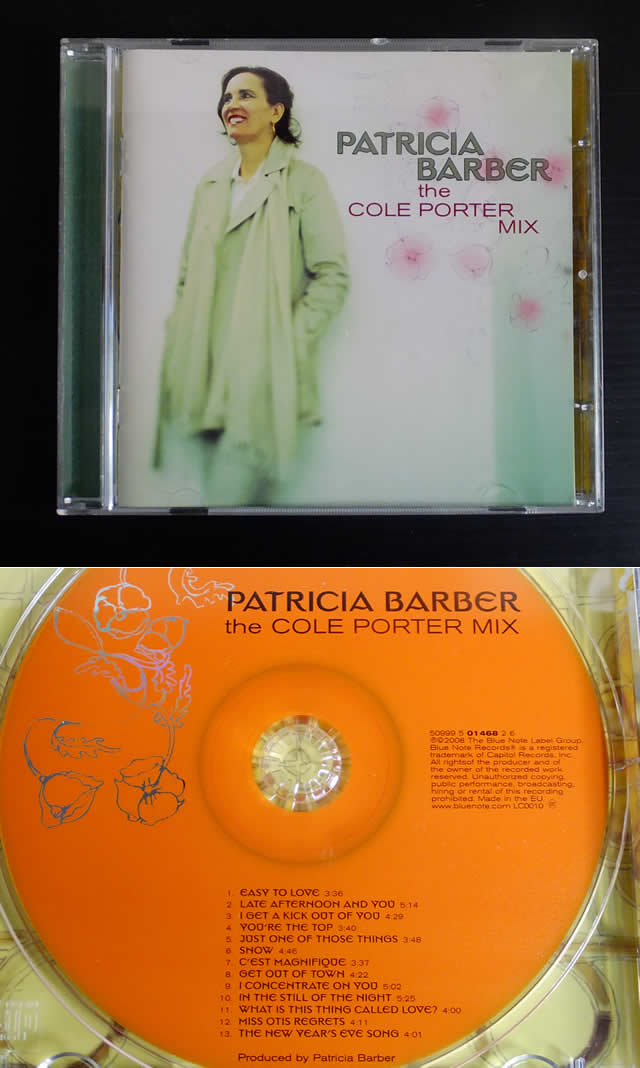 PATRICIA
BARBER
the
COLE PORTER
MIX
PATRICIA BARBER
the COLE PORTER MIX
50999 5 01468 2 6
℗©2008 The Blue Note Label Group.
Blue Note Records® is a registered
trademark of Capitol Records, Inc.
All rightsof the producer and of
the owner of the recorded work
reserved. Unauthorized copying,
public performance, broadcasting,
hiring or rental of this recording
prohibited. Made in the EU.
www.bluenote.com LC0010
1. EASY TO LOVE 3:36
2. LATE AFTERNOON AND YOU 5:14
3. I GET A KICK OUT OF YOU 4:29
4. YOU'RE THE TOP 3:40
5. JUST ONE OF THOSE THINGS 3:48
6. SNOW 4:46
7. C'EST MAGNIFIQUE 3:37
8. GET OUT OF TOWN 4:22
9. I CONCENTRATE ON YOU 5:02
10. IN THE STILL OF THE NIGHT 5:25
11. WHAT IS THIS THING CALLED LOVE? 4:00
12. MISS OTIS REGRETS 4:11
13. THE NEW YEAR'S EVE SONG 4:01
Produced by Patricia Barber